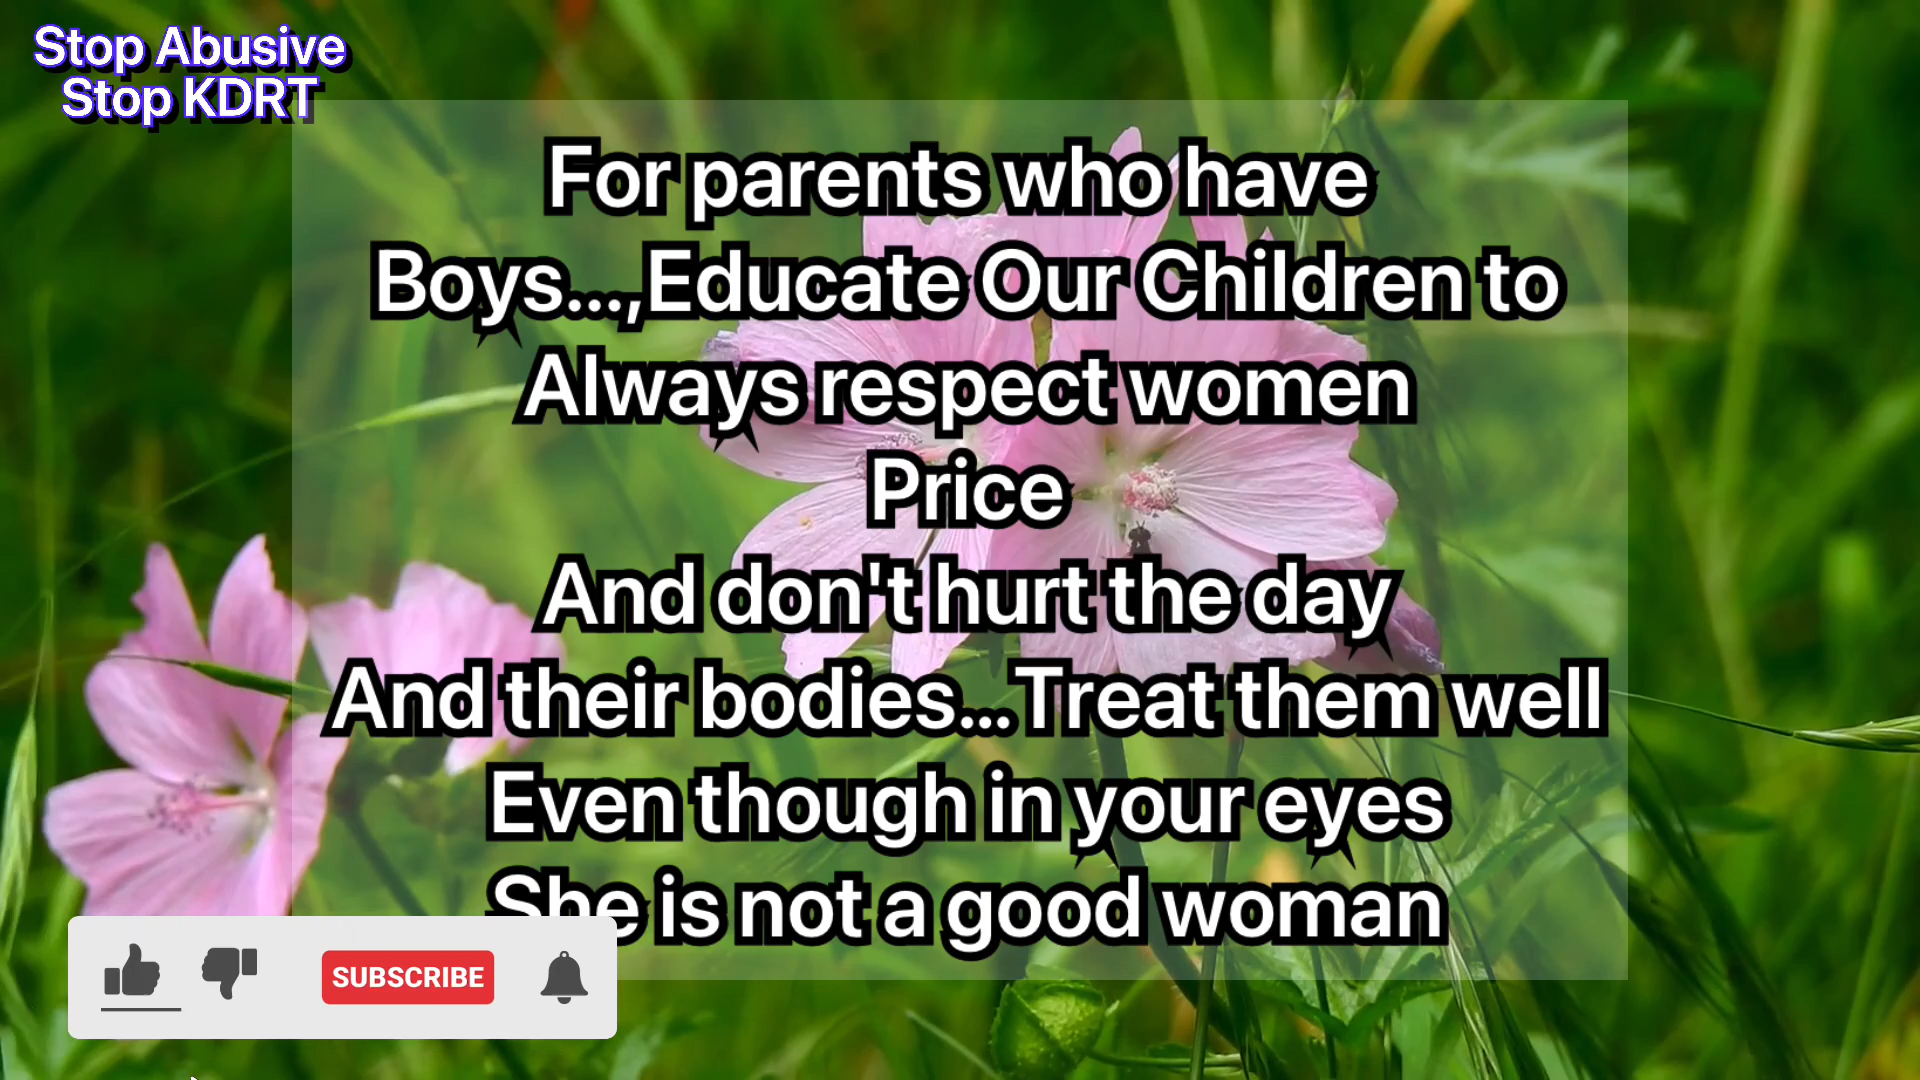 Stop Abusive
Stop KDRT
For parents who have
Boys...,Educate Our Children to
Always respect women
Price
And don't hurt the day
And their bodies...Treat them well
Even though in your eyes
She is not a good woman
SUBSCRIBE